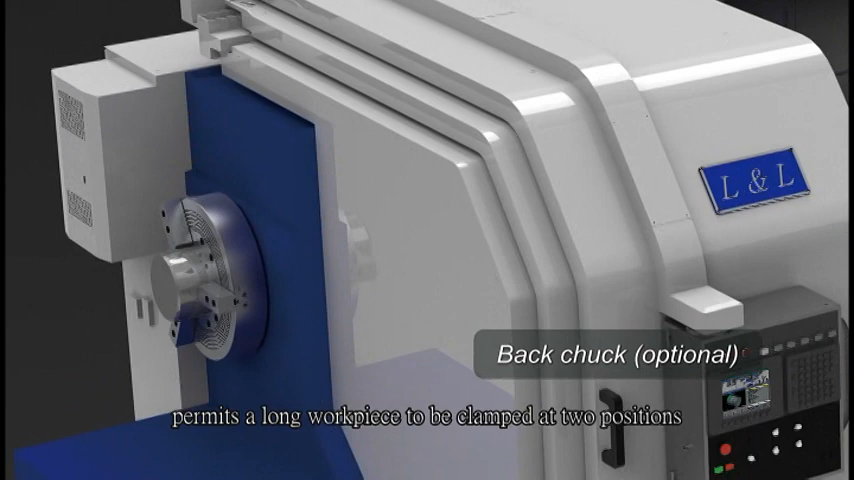 L & L
Back chuck (optional)
permits a long workpiece to be clamped at two positions